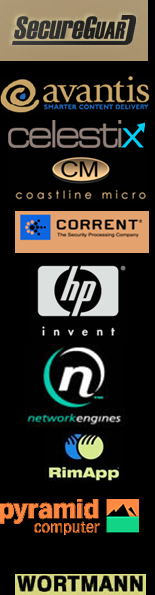 SECUREGUARD
avantis
SMARTER CONTENT DELIVERY
celestix
CM
coastline micro
CORRENT®
The Security Processing Company
hp
®
invent
n
networkengines
RimApp
pyramid
computer
WORTMANN